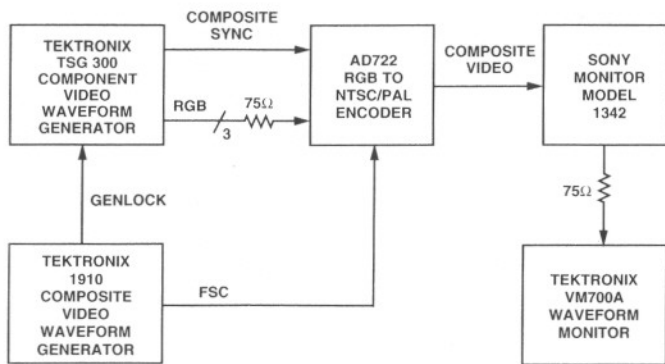 TEKTRONIX
TSG 300
COMPONENT
VIDEO
WAVEFORM
GENERATOR
COMPOSITE
SYNC
RGB
3
75Ω
AD722
RGB TO
NTSC/PAL
ENCODER
COMPOSITE
VIDEO
SONY
MONITOR
MODEL
1342
75Ω
GENLOCK
TEKTRONIX
1910
COMPOSITE
VIDEO
WAVEFORM
GENERATOR
FSC
TEKTRONIX
VM700A
WAVEFORM
MONITOR